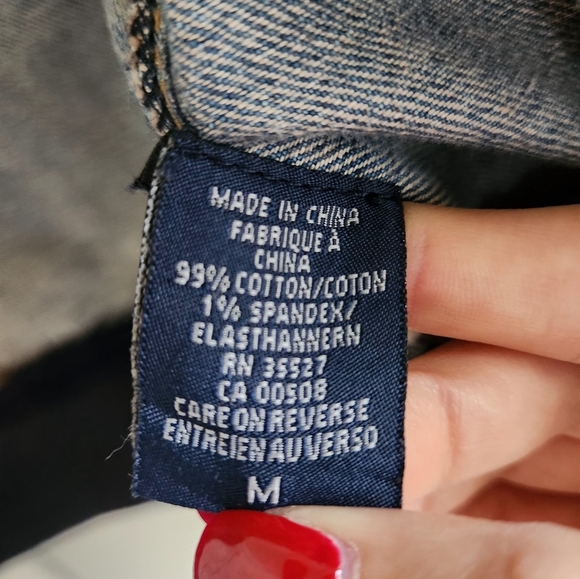 MADE IN CHINA
FABRIQUE À
CHINA
99% COTTON/COTON
1% SPANDEX/
ELASTHANNERN
RN 35527
CA 00508
CARE ON REVERSE
ENTREIEN AU VERSO
M